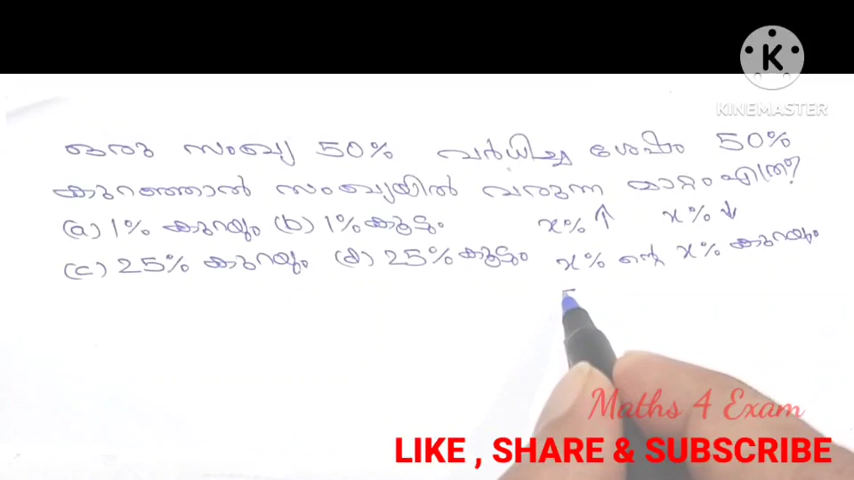 K
KINEMASTER
ഒരു സംഖ്യ 50% വർധിച്ച ശേഷം 50%
കുറഞ്ഞാൽ സംഖ്യയിൽ വരുന്ന മാറ്റം എത്ര?
(a) 1% കുറയും (b) 1% കൂടും x%↑ x%↓
(c) 25% കുറയും (d) 25% കൂടും x% ന്റെ x% കുറയും
Maths 4 Exam
LIKE , SHARE & SUBSCRIBE